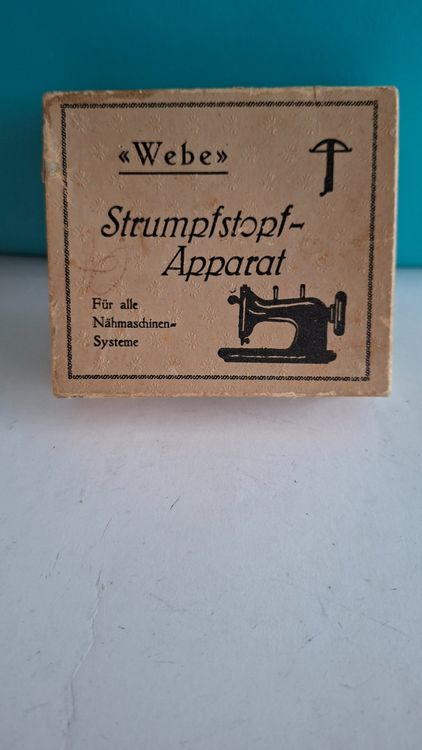 «Webe»
Strumpfstopf-
Apparat
Für alle
Nähmaschinen-
Systeme